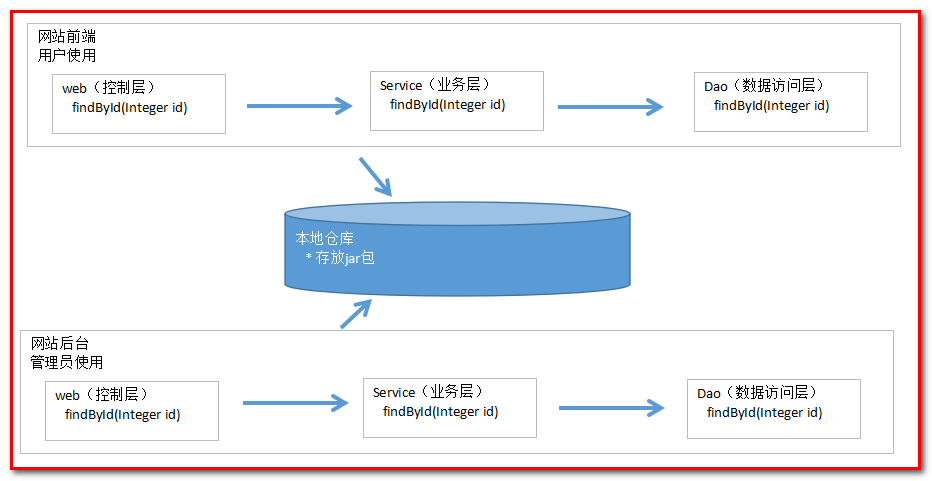 网站前端
用户使用
web（控制层）
findById(Integer id)
Service（业务层）
findById(Integer id)
Dao（数据访问层）
findById(Integer id)
本地仓库
* 存放jar包
网站后台
管理员使用
web（控制层）
findById(Integer id)
Service（业务层）
findById(Integer id)
Dao（数据访问层）
findById(Integer id)